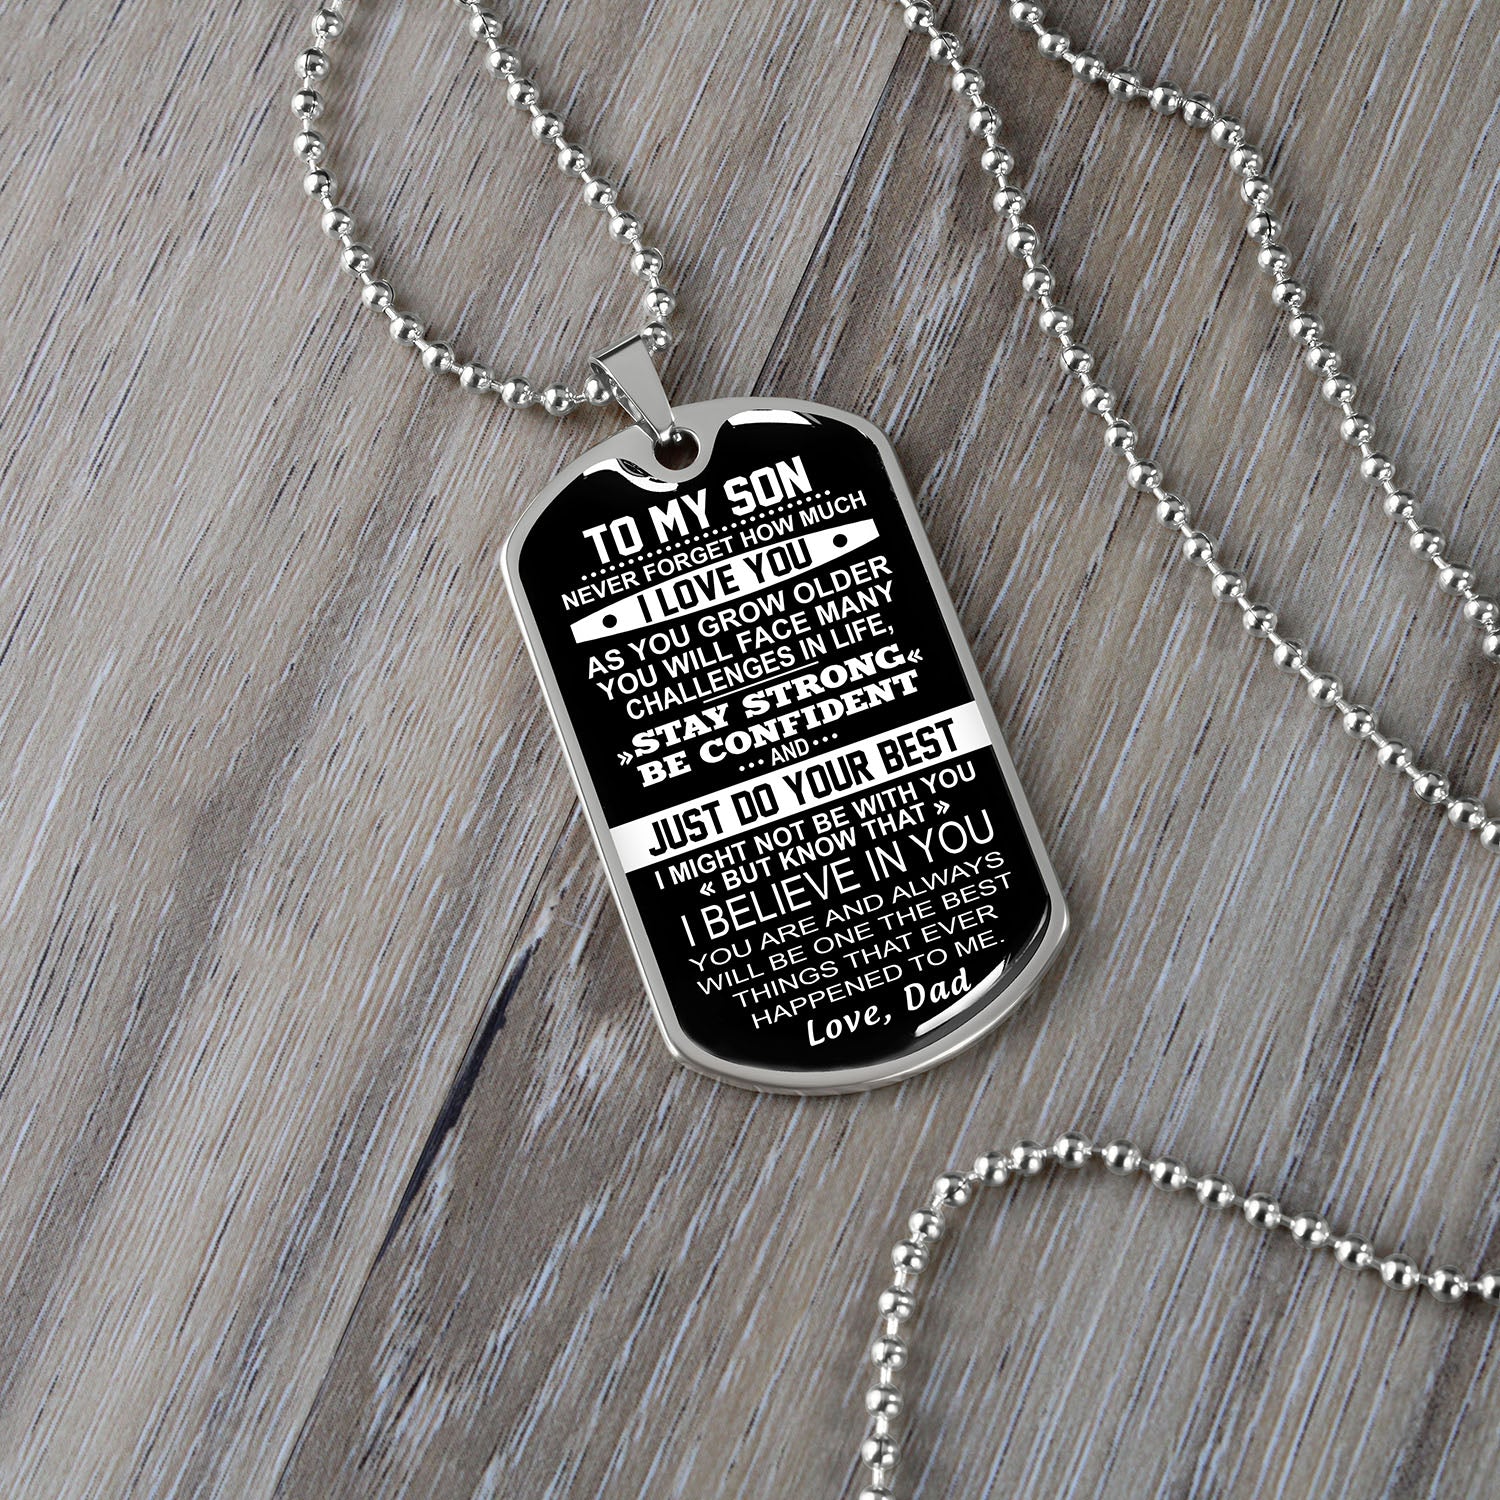 TO MY SON
NEVER FORGET HOW MUCH
I LOVE YOU
AS YOU GROW OLDER
YOU WILL FACE MANY
CHALLENGES IN LIFE,
»STAY STRONG«
BE CONFIDENT
... AND ...
JUST DO YOUR BEST
I MIGHT NOT BE WITH YOU
« BUT KNOW THAT »
I BELIEVE IN YOU
YOU ARE AND ALWAYS
WILL BE ONE THE BEST
THINGS THAT EVER
HAPPENED TO ME.
Love, Dad